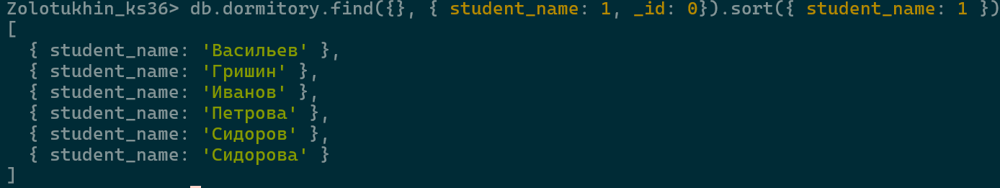 Zolotukhin_ks36> db.dormitory.find({}, { student_name: 1, _id: 0}).sort({ student_name: 1 })
[
  { student_name: 'Васильев' },
  { student_name: 'Гришин' },
  { student_name: 'Иванов' },
  { student_name: 'Петрова' },
  { student_name: 'Сидоров' },
  { student_name: 'Сидорова' }
]